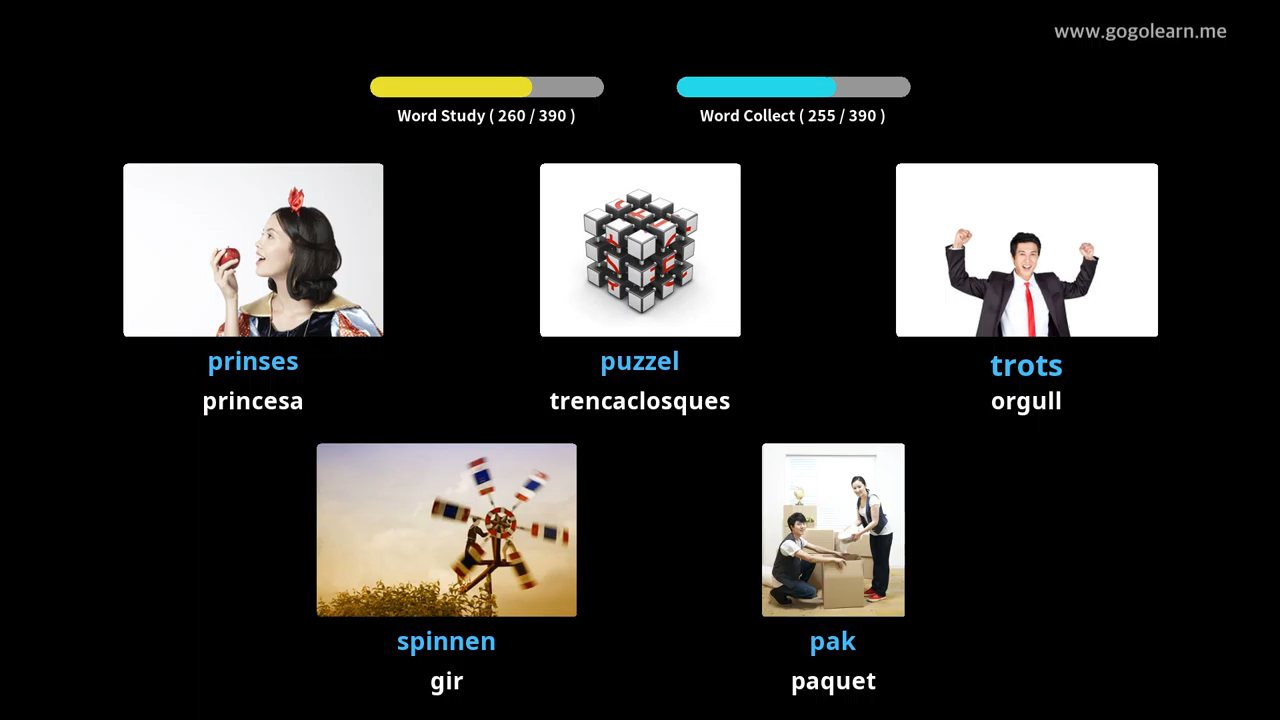 www.gogolearn.me
Word Study ( 260 / 390 )
Word Collect ( 255 / 390 )
prinses
princesa
puzzel
trencaclosques
trots
orgull
spinnen
gir
pak
paquet